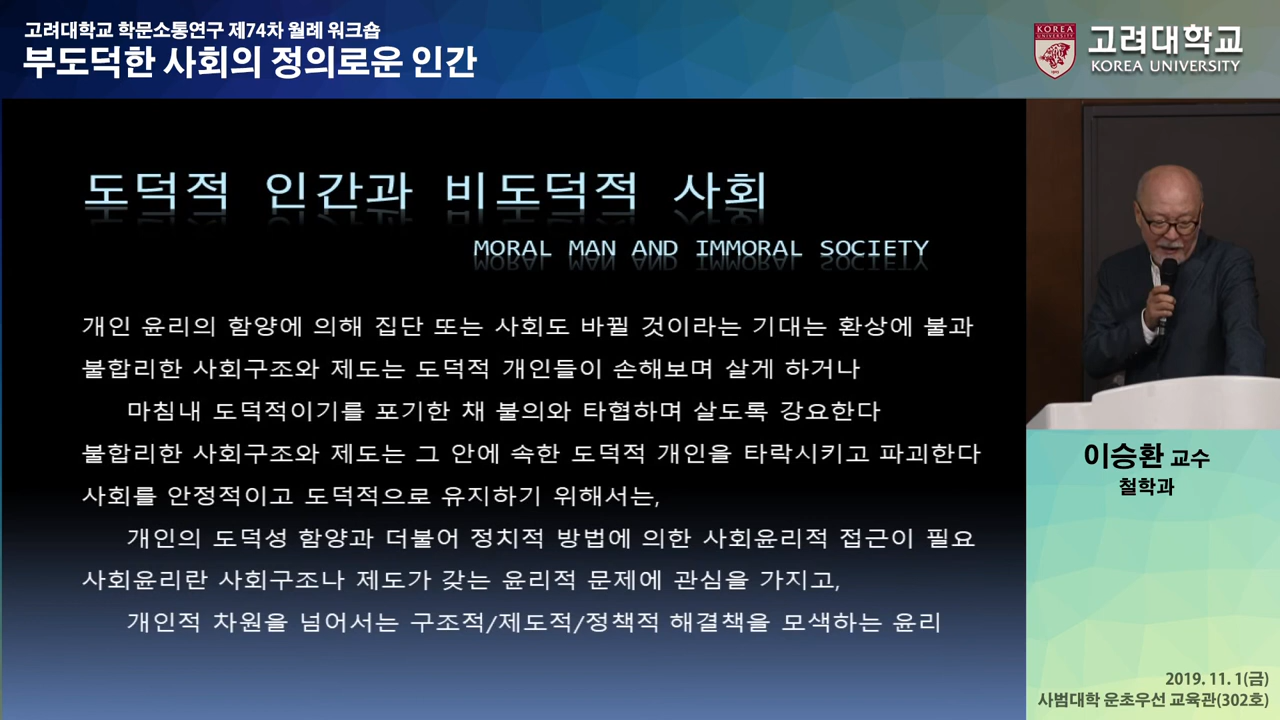 고려대학교 학문소통연구 제74차 월례 워크숍
부도덕한 사회의 정의로운 인간
KOREA
UNIVERSITY
1905
고려대학교
KOREA UNIVERSITY
도덕적 인간과 비도덕적 사회
MORAL MAN AND IMMORAL SOCIETY
개인 윤리의 함양에 의해 집단 또는 사회도 바뀔 것이라는 기대는 환상에 불과
불합리한 사회구조와 제도는 도덕적 개인들이 손해보며 살게 하거나
마침내 도덕적이기를 포기한 채 불의와 타협하며 살도록 강요한다
불합리한 사회구조와 제도는 그 안에 속한 도덕적 개인을 타락시키고 파괴한다
사회를 안정적이고 도덕적으로 유지하기 위해서는,
개인의 도덕성 함양과 더불어 정치적 방법에 의한 사회윤리적 접근이 필요
사회윤리란 사회구조나 제도가 갖는 윤리적 문제에 관심을 가지고,
개인적 차원을 넘어서는 구조적/제도적/정책적 해결책을 모색하는 윤리
이승환 교수
철학과
2019. 11. 1(금)
사범대학 운초우선 교육관(302호)